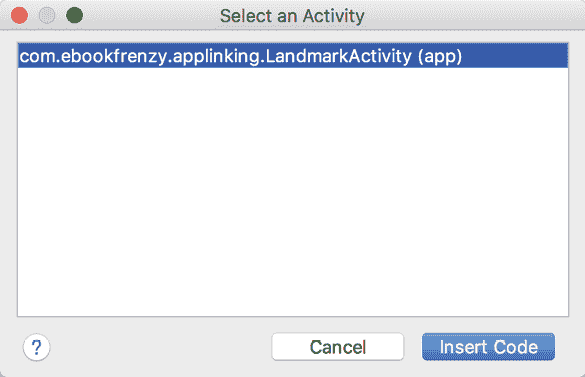 Select an Activity
com.ebookfrenzy.applinking.LandmarkActivity (app)
?
Cancel
Insert Code